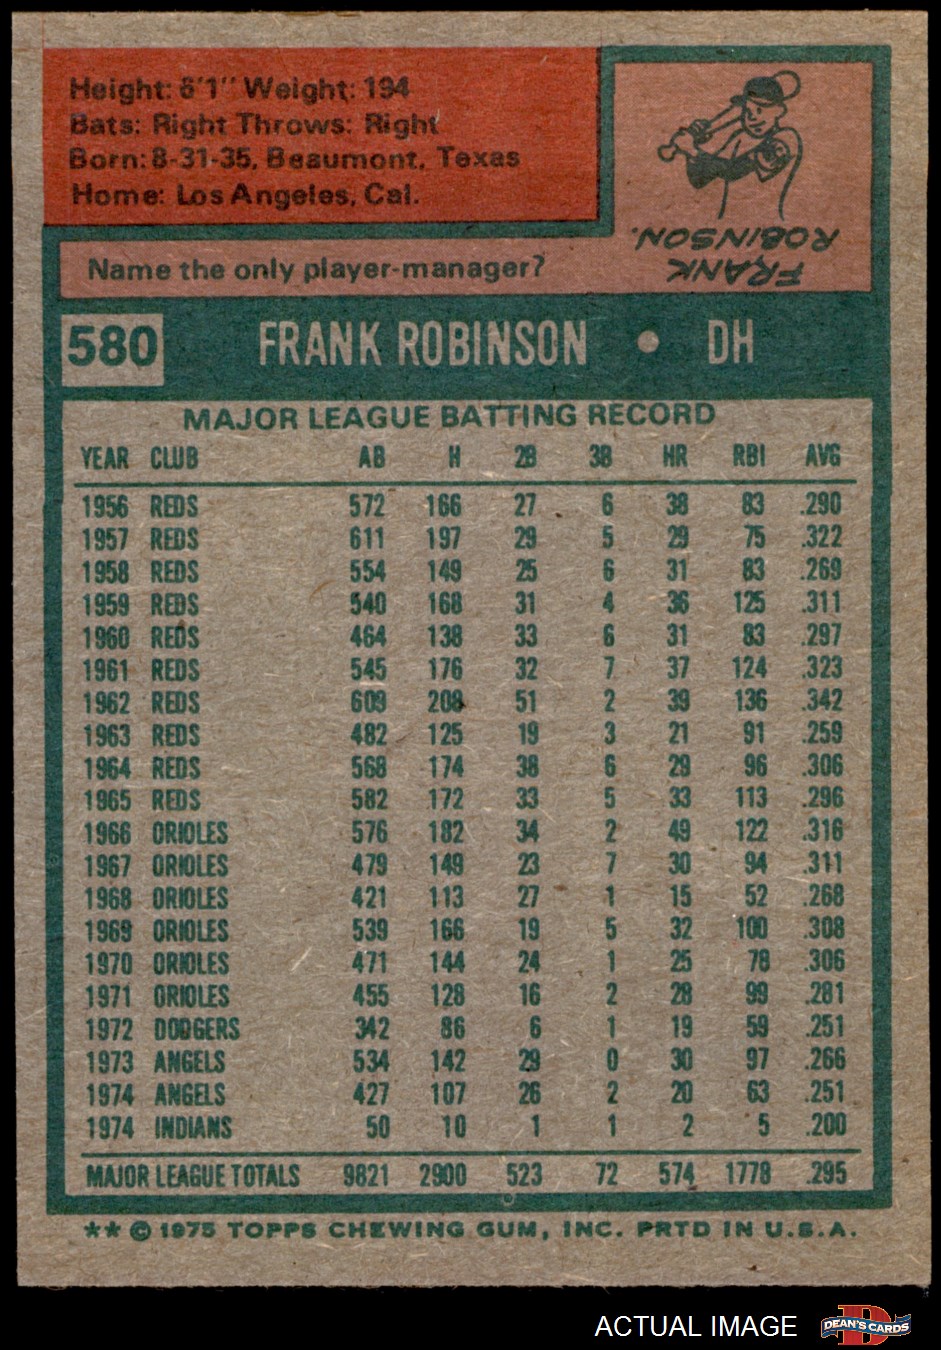 Height: 6'1" Weight: 194
Bats: Right Throws: Right
Born: 8-31-35, Beaumont, Texas
Home: Los Angeles, Cal.
Name the only player-manager?
FRANK
ROBINSON.
580 FRANK ROBINSON • DH
MAJOR LEAGUE BATTING RECORD
YEAR CLUB AB H 2B 3B HR RBI AVG
1956 REDS 572 166 27 6 38 83 .290
1957 REDS 611 197 29 5 29 75 .322
1958 REDS 554 149 25 6 31 83 .269
1959 REDS 540 168 31 4 36 125 .311
1960 REDS 464 138 33 6 31 83 .297
1961 REDS 545 176 32 7 37 124 .323
1962 REDS 609 208 51 2 39 136 .342
1963 REDS 482 125 19 3 21 91 .259
1964 REDS 568 174 38 6 29 96 .306
1965 REDS 582 172 33 5 33 113 .296
1966 ORIOLES 576 182 34 2 49 122 .316
1967 ORIOLES 479 149 23 7 30 94 .311
1968 ORIOLES 421 113 27 1 15 52 .268
1969 ORIOLES 539 166 19 5 32 100 .308
1970 ORIOLES 471 144 24 1 25 78 .306
1971 ORIOLES 455 128 16 2 28 99 .281
1972 DODGERS 342 86 6 1 19 59 .251
1973 ANGELS 534 142 29 0 30 97 .266
1974 ANGELS 427 107 26 2 20 63 .251
1974 INDIANS 50 10 1 1 2 5 .200
MAJOR LEAGUE TOTALS 9821 2900 523 72 574 1778 .295
** © 1975 TOPPS CHEWING GUM, INC. PRTD IN U.S.A.
ACTUAL IMAGE
D
DEAN'S CARDS